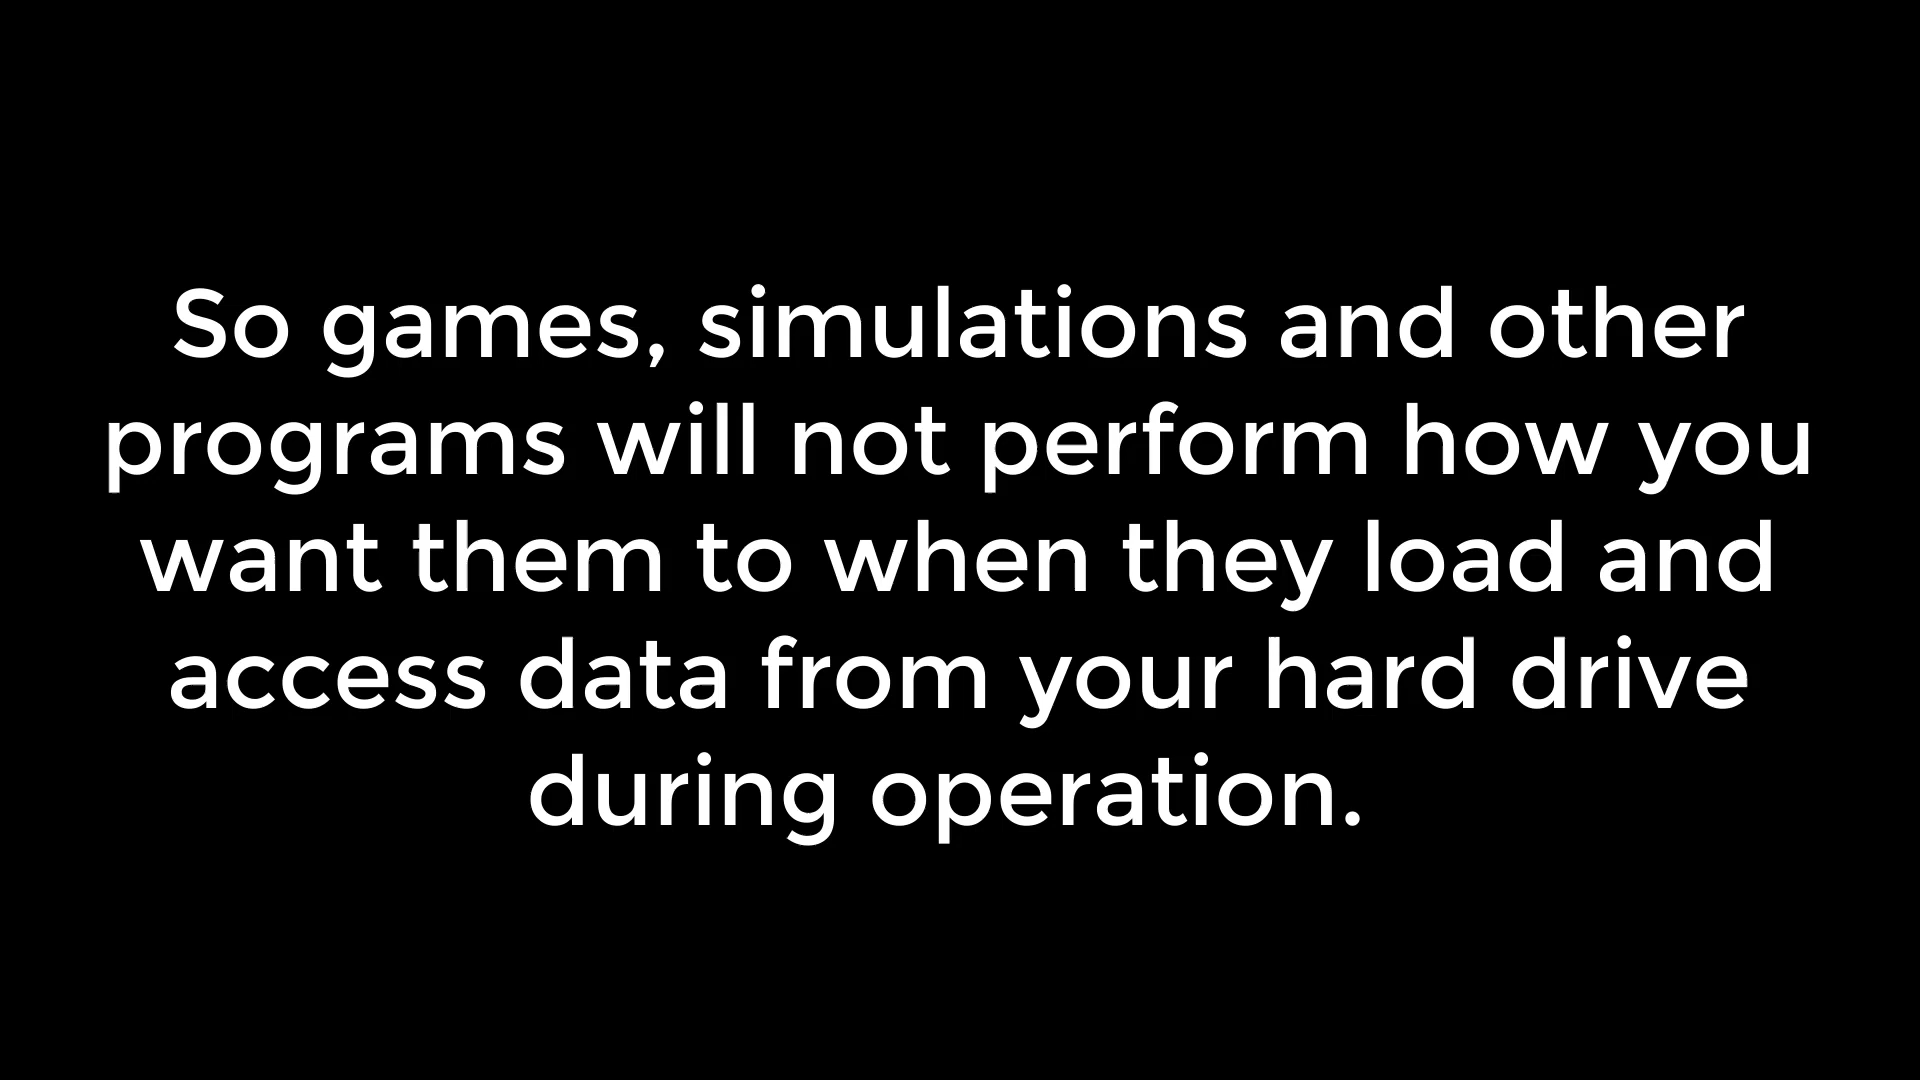 So games, simulations and other
programs will not perform how you
want them to when they load and
access data from your hard drive
during operation.